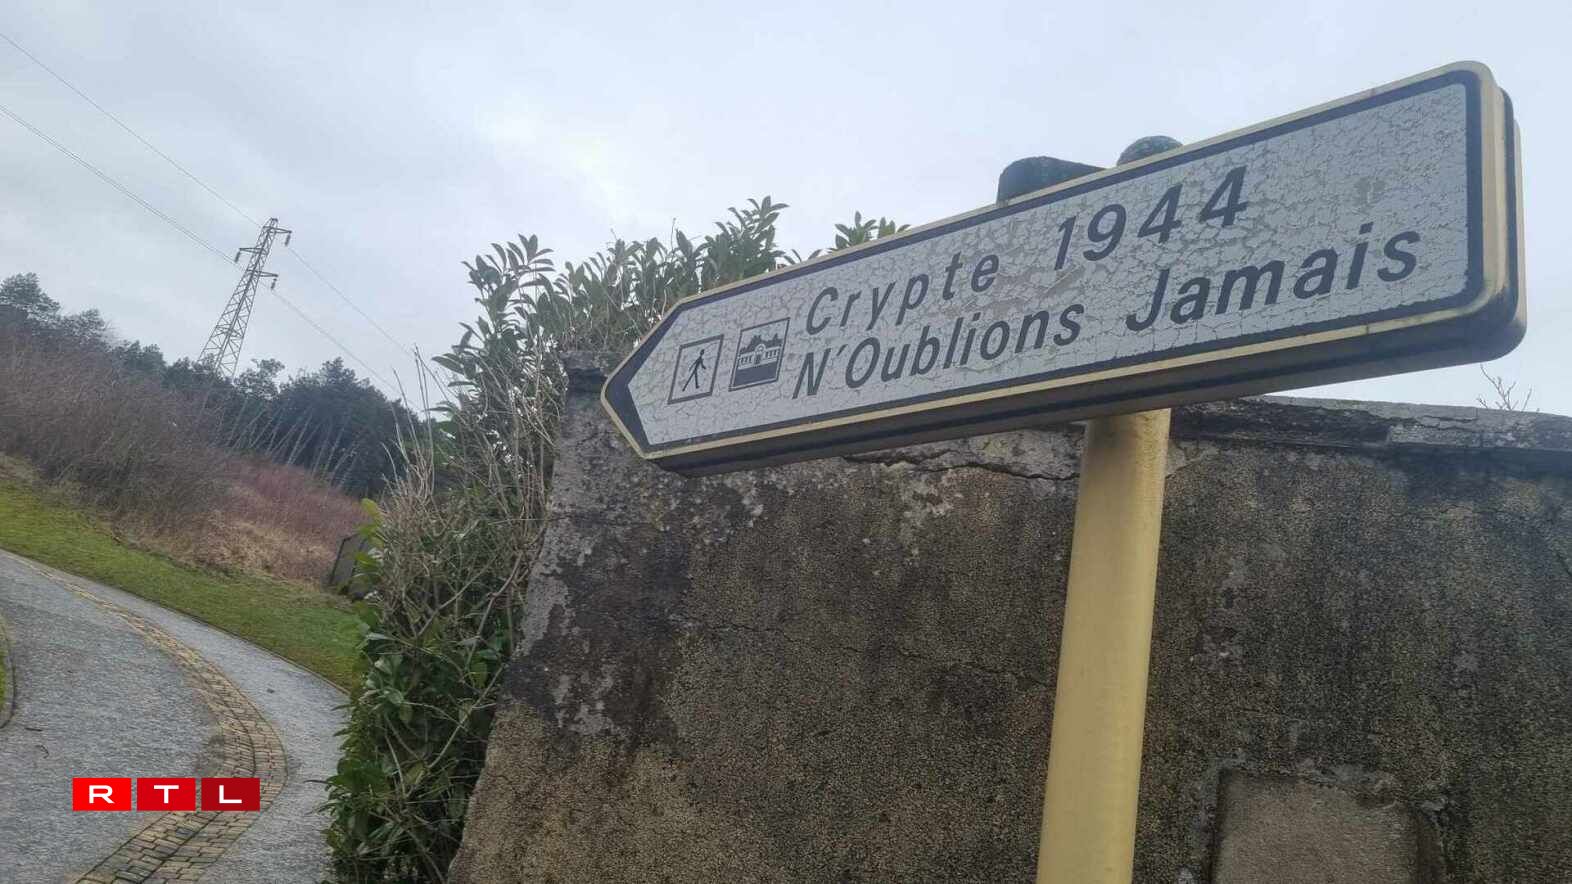 Crypte 1944
N'Oublions Jamais
RTL